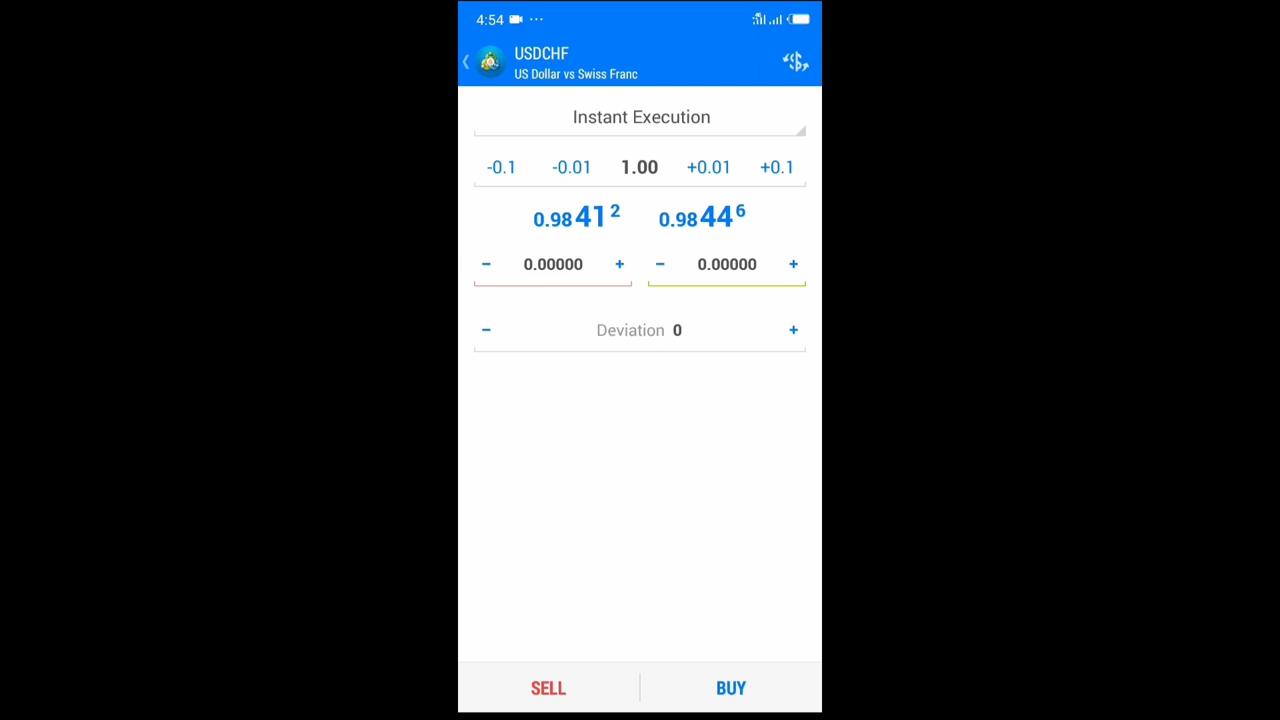 4:54 ...
USDCHF
US Dollar vs Swiss Franc
Instant Execution
-0.1 -0.01 1.00 +0.01 +0.1
0.98412 0.98446
− 0.00000 + − 0.00000 +
− Deviation 0 +
SELL BUY